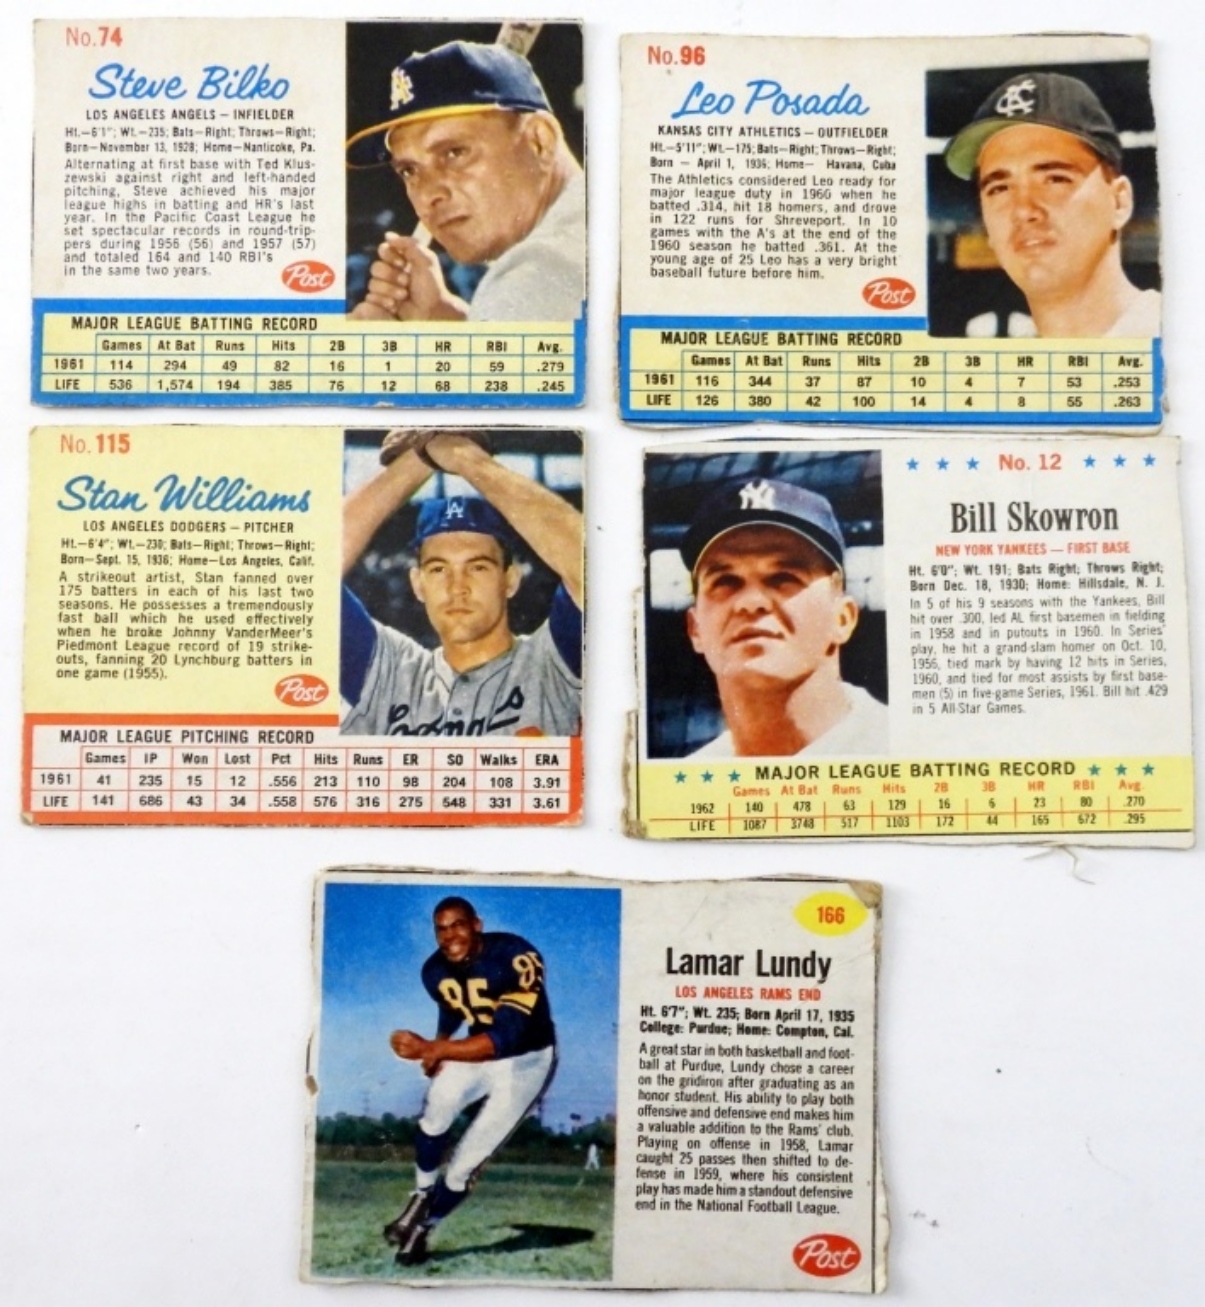 No.74
Steve Bilko
LOS ANGELES ANGELS — INFIELDER
Ht.—6'1"; Wt.—235; Bats—Right; Throws—Right;
Born—November 13, 1928; Home—Nanticoke, Pa.
Alternating at first base with Ted Klus-
zewski against right and left-handed
pitching, Steve achieved his major
league highs in batting and HR's last
year. In the Pacific Coast League he
set spectacular records in round-trip-
pers during 1956 (56) and 1957 (57)
and totaled 164 and 140 RBI's
in the same two years.
Post
MAJOR LEAGUE BATTING RECORD
Games At Bat Runs Hits 2B 3B HR RBI Avg.
1961 114 294 49 82 16 1 20 59 .279
LIFE 536 1,574 194 385 76 12 68 238 .245
No.96
Leo Posada
KANSAS CITY ATHLETICS — OUTFIELDER
Ht.—5'11"; Wt.—175; Bats—Right; Throws—Right;
Born — April 1, 1936; Home— Havana, Cuba
The Athletics considered Leo ready for
major league duty in 1960 when he
batted .314, hit 18 homers, and drove
in 122 runs for Shreveport. In 10
games with the A's at the end of the
1960 season he batted .361. At the
young age of 25 Leo has a very bright
baseball future before him.
Post
MAJOR LEAGUE BATTING RECORD
Games At Bat Runs Hits 2B 3B HR RBI Avg.
1961 116 344 37 87 10 4 7 53 .253
LIFE 126 380 42 100 14 4 8 55 .263
No.115
Stan Williams
LOS ANGELES DODGERS — PITCHER
Ht.—6'4"; Wt.—230; Bats—Right; Throws—Right;
Born—Sept. 15, 1936; Home—Los Angeles, Calif.
A strikeout artist, Stan fanned over
175 batters in each of his last two
seasons. He possesses a tremendously
fast ball which he used effectively
when he broke Johnny VanderMeer's
Piedmont League record of 19 strike-
outs, fanning 20 Lynchburg batters in
one game (1955).
Post
MAJOR LEAGUE PITCHING RECORD
Games IP Won Lost Pct Hits Runs ER SO Walks ERA
1961 41 235 15 12 .556 213 110 98 204 108 3.91
LIFE 141 686 43 34 .558 576 316 275 548 331 3.61
No. 12
Bill Skowron
NEW YORK YANKEES — FIRST BASE
Ht. 6'0"; Wt. 191; Bats Right; Throws Right;
Born Dec. 18, 1930; Home: Hillsdale, N. J.
In 5 of his 9 seasons with the Yankees, Bill
hit over .300, led AL first basemen in fielding
in 1958 and in putouts in 1960. In Series'
play, he hit a grand-slam homer on Oct. 10,
1956, tied mark by having 12 hits in Series,
1960, and tied for most assists by first base-
men (5) in five-game Series, 1961. Bill hit .429
in 5 All-Star Games.
MAJOR LEAGUE BATTING RECORD
Games At Bat Runs Hits 2B 3B HR RBI Avg.
1962 140 478 63 129 16 6 23 80 .270
LIFE 1087 3748 517 1103 172 44 165 672 .295
166
85
Lamar Lundy
LOS ANGELES RAMS END
Ht. 6'7"; Wt. 235; Born April 17, 1935
College: Purdue; Home: Compton, Cal.
A great star in both basketball and foot-
ball at Purdue, Lundy chose a career
on the gridiron after graduating as an
honor student. His ability to play both
offensive and defensive end makes him
a valuable addition to the Rams' club.
Playing on offense in 1958, Lamar
caught 25 passes then shifted to de-
fense in 1959, where his consistent
play has made him a standout defensive
end in the National Football League.
Post